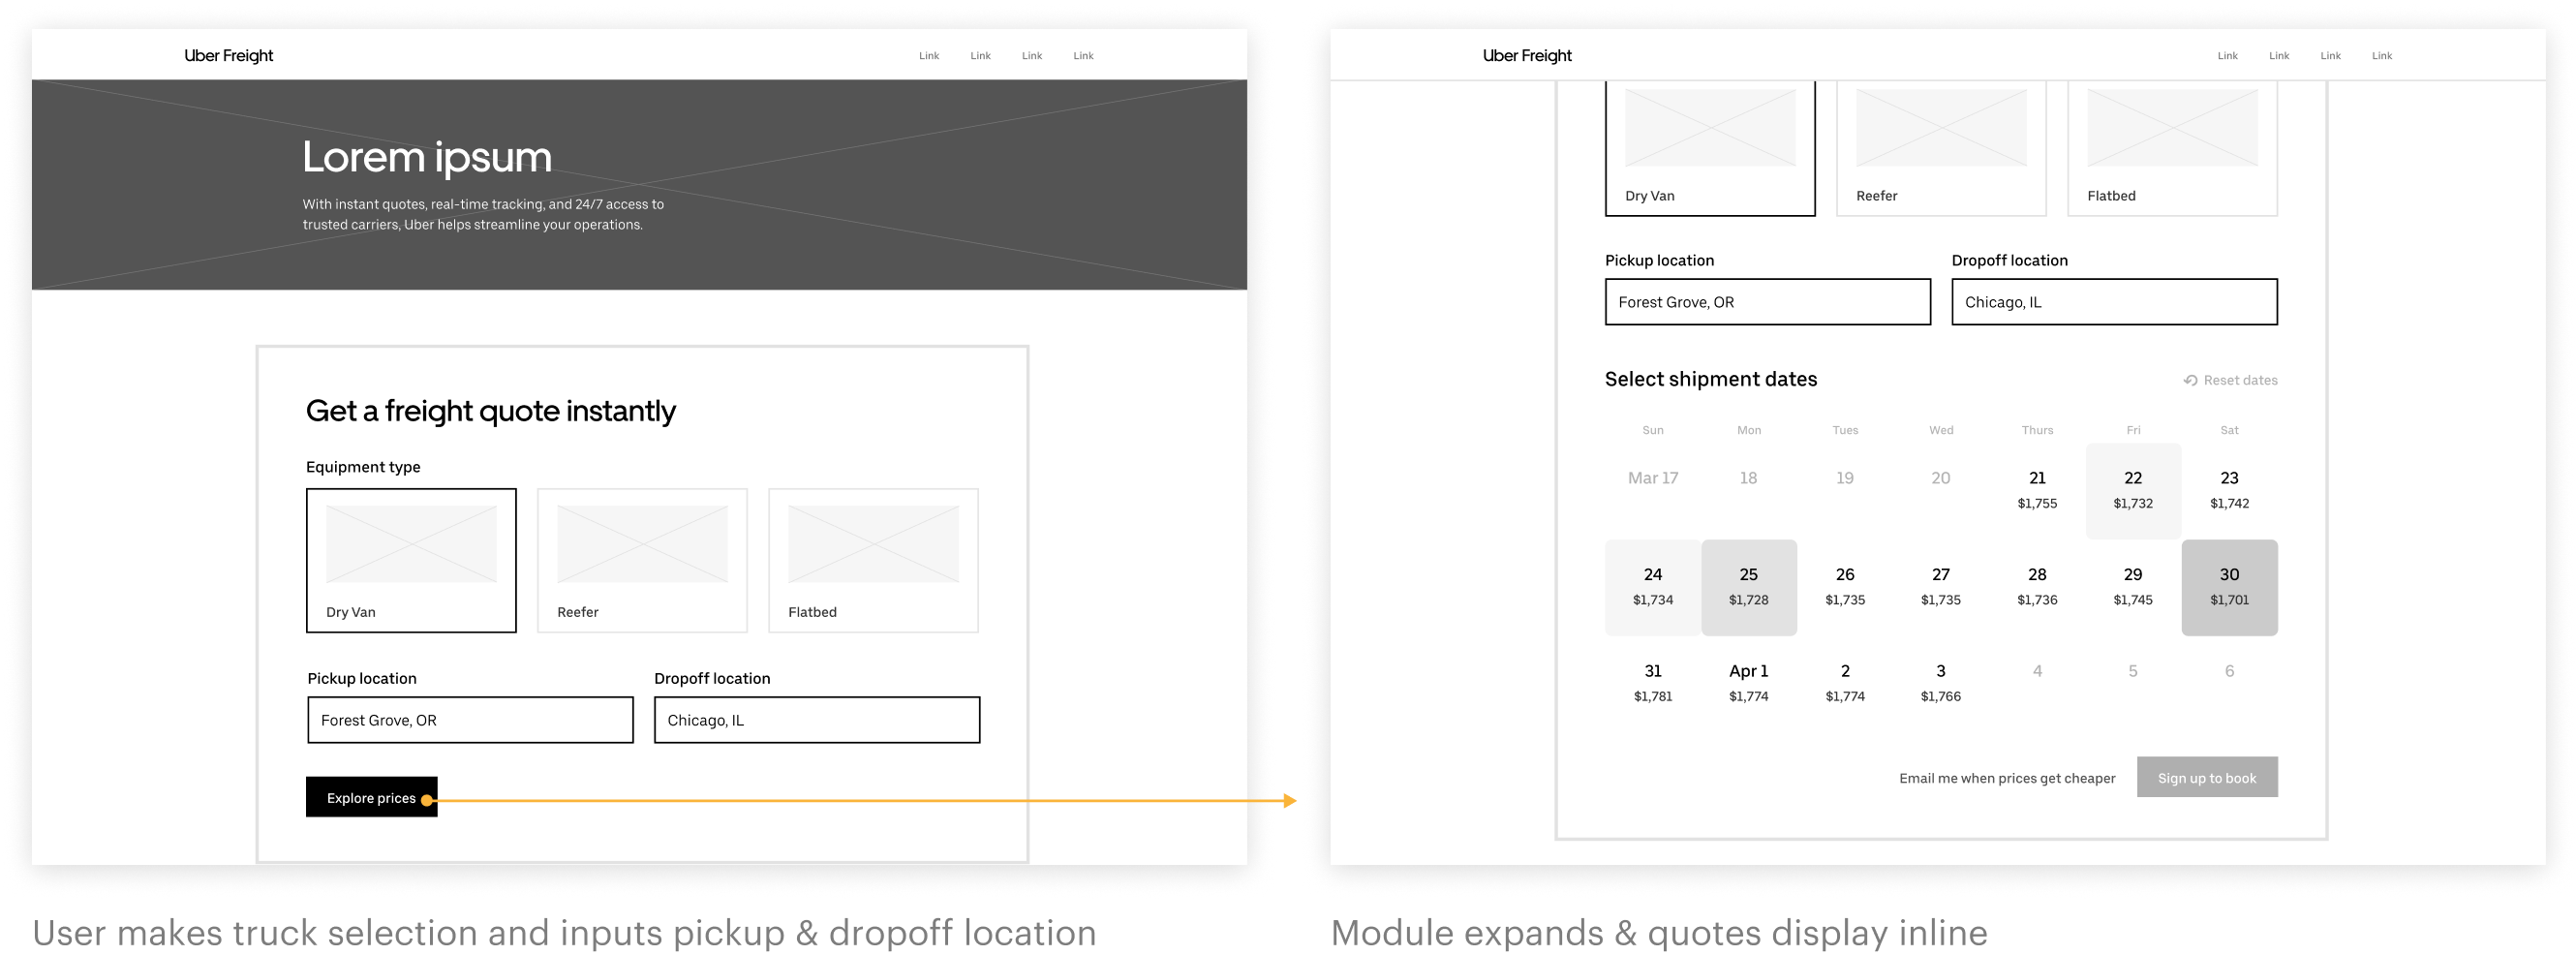 Uber Freight Link Link Link Link
Lorem ipsum
With instant quotes, real-time tracking, and 24/7 access to
trusted carriers, Uber helps streamline your operations.
Get a freight quote instantly
Equipment type
Dry Van Reefer Flatbed
Pickup location Dropoff location
Forest Grove, OR Chicago, IL
Explore prices
User makes truck selection and inputs pickup & dropoff location
Uber Freight Link Link Link Link
Dry Van Reefer Flatbed
Pickup location Dropoff location
Forest Grove, OR Chicago, IL
Select shipment dates Reset dates
Sun Mon Tues Wed Thurs Fri Sat
Mar 17 18 19 20 21 22 23
$1,755 $1,732 $1,742
24 25 26 27 28 29 30
$1,734 $1,728 $1,735 $1,735 $1,736 $1,745 $1,701
31 Apr 1 2 3 4 5 6
$1,781 $1,774 $1,774 $1,766
Email me when prices get cheaper Sign up to book
Module expands & quotes display inline